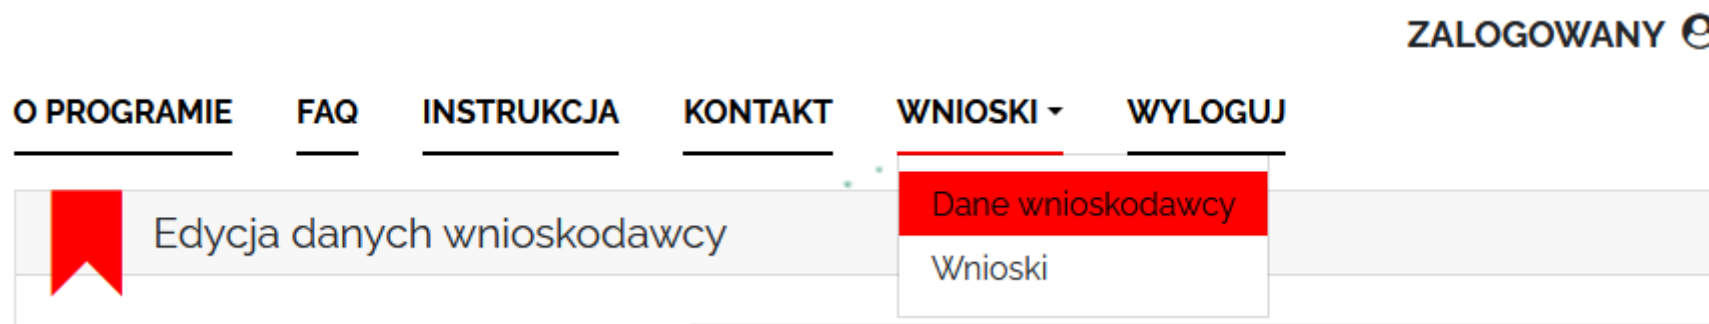 ZALOGOWANY
O PROGRAMIE FAQ INSTRUKCJA KONTAKT WNIOSKI WYLOGUJ
Dane wnioskodawcy
Edycja danych wnioskodawcy
Wnioski